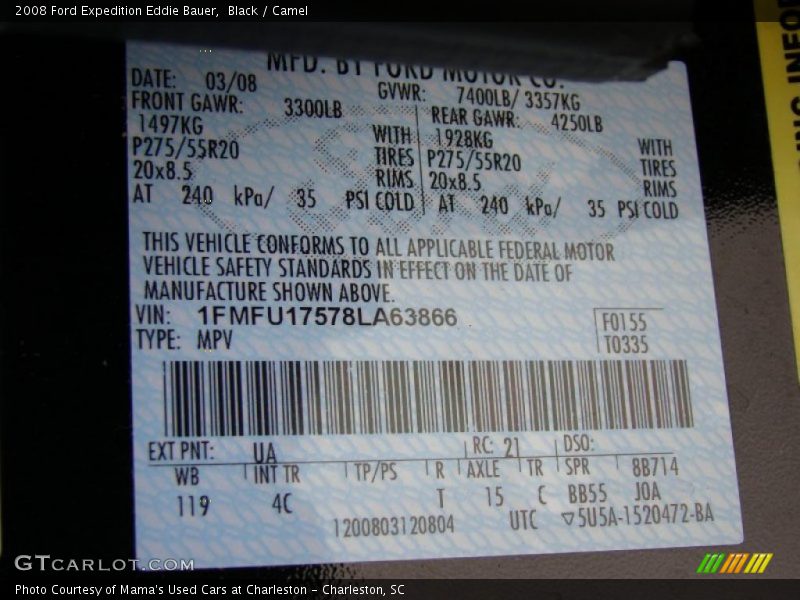 2008 Ford Expedition Eddie Bauer,  Black / Camel
MFD. BY FORD MOTOR CO.
DATE: 03/08 GVWR: 7400LB/ 3357KG
FRONT GAWR: 3300LB REAR GAWR: 4250LB
1497KG WITH 1928KG WITH
P275/55R20 TIRES P275/55R20 TIRES
20x8.5 RIMS 20x8.5 RIMS
AT 240 kPa/ 35 PSI COLD AT 240 kPa/ 35 PSI COLD
THIS VEHICLE CONFORMS TO ALL APPLICABLE FEDERAL MOTOR
VEHICLE SAFETY STANDARDS IN EFFECT ON THE DATE OF
MANUFACTURE SHOWN ABOVE.
VIN: 1FMFU17578LA63866 F0155
TYPE: MPV T0335
EXT PNT: UA RC: 21 DSO:
WB INT TR TP/PS R AXLE TR SPR 8B714
119 4C T 15 C BB55 J0A
1200803120804 UTC ▽5U5A-1520472-BA
GTCARLOT.COM
Photo Courtesy of Mama's Used Cars at Charleston - Charleston, SC